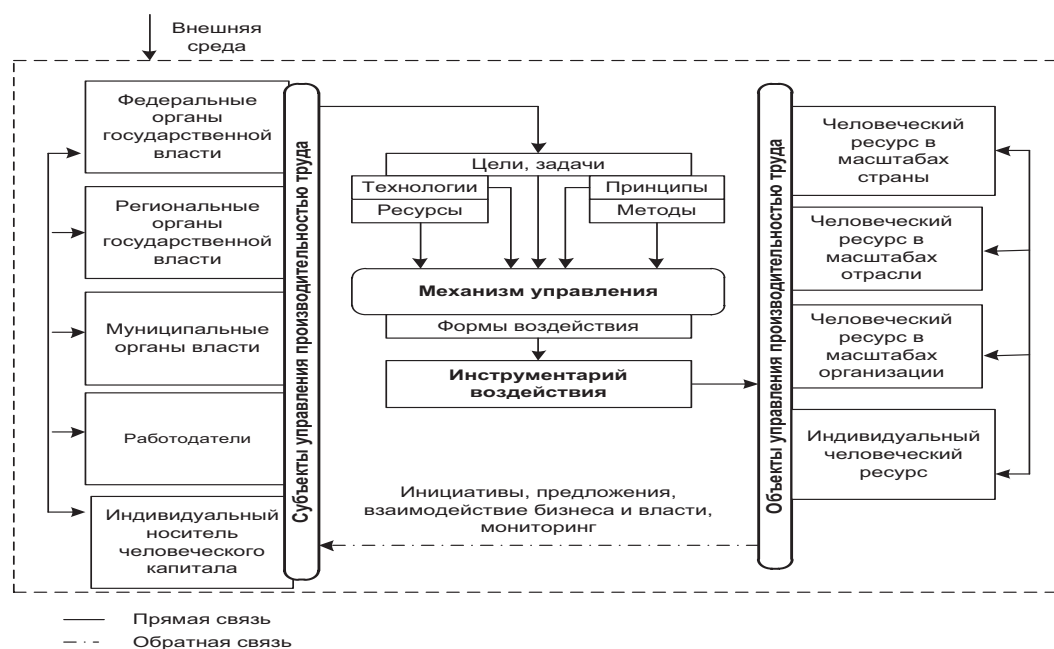 Внешняя
среда
Федеральные
органы
государственной
власти
Региональные
органы
государственной
власти
Муниципальные
органы власти
Работодатели
Индивидуальный
носитель
человеческого
капитала
Субъекты управления производительностью труда
Цели, задачи
Технологии
Ресурсы
Принципы
Методы
Механизм управления
Формы воздействия
Инструментарий
воздействия
Инициативы, предложения,
взаимодействие бизнеса и власти,
мониторинг
Объекты управления производительностью труда
Человеческий
ресурс в
масштабах
страны
Человеческий
ресурс в
масштабах
отрасли
Человеческий
ресурс в
масштабах
организации
Индивидуальный
человеческий
ресурс
Прямая связь
Обратная связь